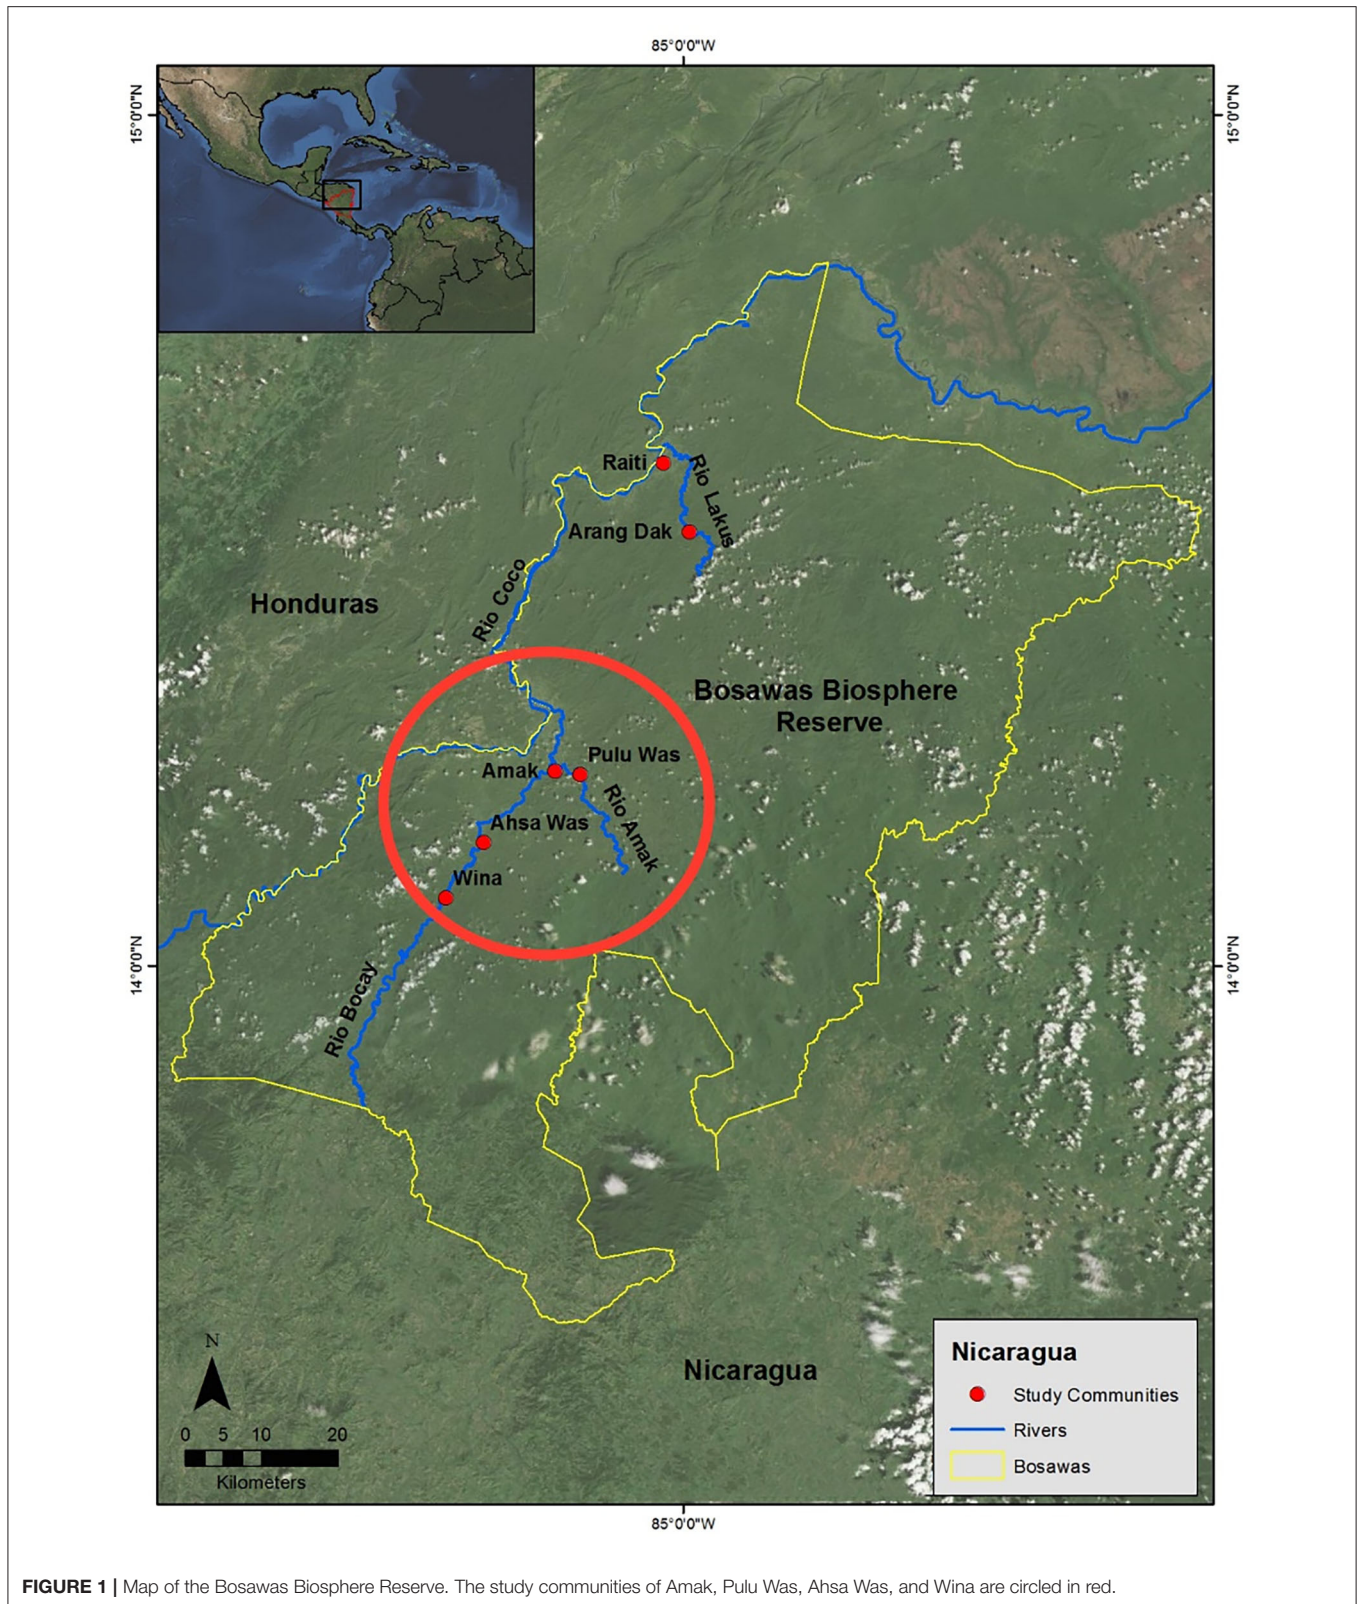 85°0'0"W
15°0'0"N
15°0'0"N
Raiti
Rio Lakus
Arang Dak
Rio Coco
Honduras
Bosawas Biosphere
Reserve
Pulu Was
Amak
Rio Amak
Ahsa Was
Wina
14°0'0"N
14°0'0"N
Rio Bocay
Nicaragua
N
0 5 10 20
Kilometers
Nicaragua
Study Communities
Rivers
Bosawas
85°0'0"W
FIGURE 1 | Map of the Bosawas Biosphere Reserve. The study communities of Amak, Pulu Was, Ahsa Was, and Wina are circled in red.